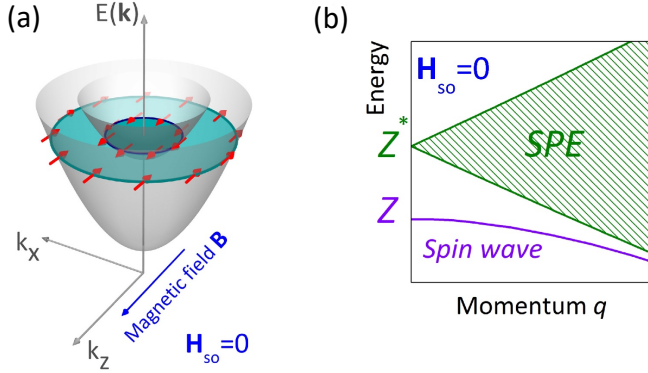 (a)
E(k)
k_x
k_z
Magnetic field B
H_so=0
(b)
Energy
H_so=0
Z*
SPE
Z
Spin wave
Momentum q